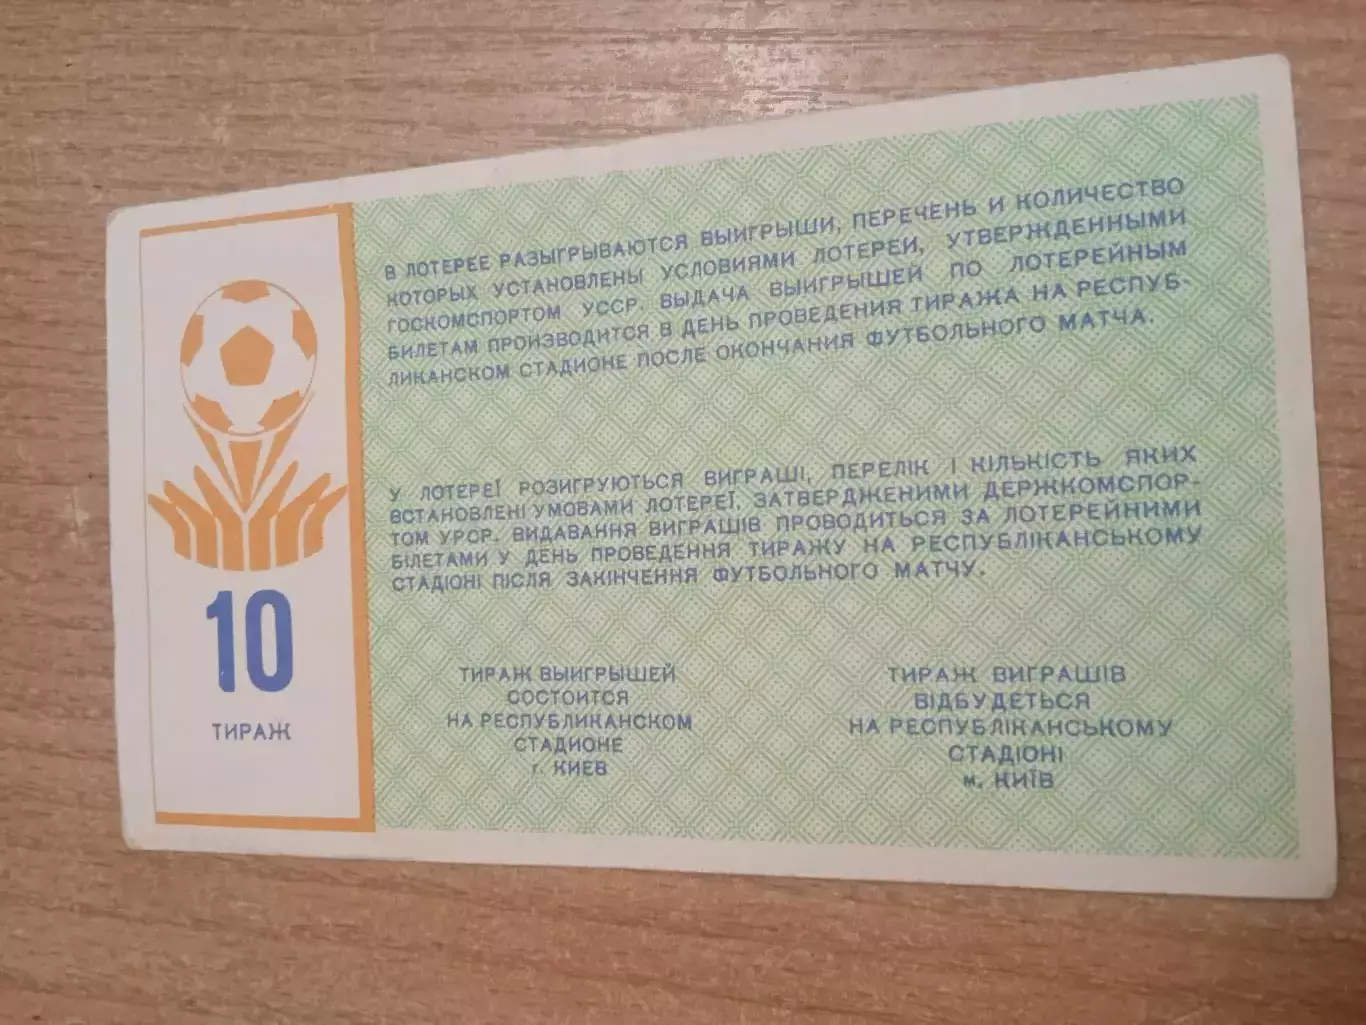 В ЛОТЕРЕЕ РАЗЫГРЫВАЮТСЯ ВЫИГРЫШИ, ПЕРЕЧЕНЬ И КОЛИЧЕСТВО
КОТОРЫХ УСТАНОВЛЕНЫ УСЛОВИЯМИ ЛОТЕРЕИ, УТВЕРЖДЕННЫМИ
ГОСКОМСПОРТОМ УССР. ВЫДАЧА ВЫИГРЫШЕЙ ПО ЛОТЕРЕЙНЫМ
БИЛЕТАМ ПРОИЗВОДИТСЯ В ДЕНЬ ПРОВЕДЕНИЯ ТИРАЖА НА РЕСПУБ-
ЛИКАНСКОМ СТАДИОНЕ ПОСЛЕ ОКОНЧАНИЯ ФУТБОЛЬНОГО МАТЧА.
У ЛОТЕРЕЇ РОЗИГРУЮТЬСЯ ВИГРАШІ, ПЕРЕЛІК І КІЛЬКІСТЬ ЯКИХ
ВСТАНОВЛЕНІ УМОВАМИ ЛОТЕРЕЇ, ЗАТВЕРДЖЕНИМИ ДЕРЖКОМСПОР-
ТОМ УРСР. ВИДАВАННЯ ВИГРАШІВ ПРОВОДИТЬСЯ ЗА ЛОТЕРЕЙНИМИ
БІЛЕТАМИ У ДЕНЬ ПРОВЕДЕННЯ ТИРАЖУ НА РЕСПУБЛІКАНСЬКОМУ
СТАДІОНІ ПІСЛЯ ЗАКІНЧЕННЯ ФУТБОЛЬНОГО МАТЧУ.
10
ТИРАЖ
ТИРАЖ ВЫИГРЫШЕЙ
СОСТОИТСЯ
НА РЕСПУБЛИКАНСКОМ
СТАДИОНЕ
г. КИЕВ
ТИРАЖ ВИГРАШІВ
ВІДБУДЕТЬСЯ
НА РЕСПУБЛІКАНСЬКОМУ
СТАДІОНІ
м. КИЇВ